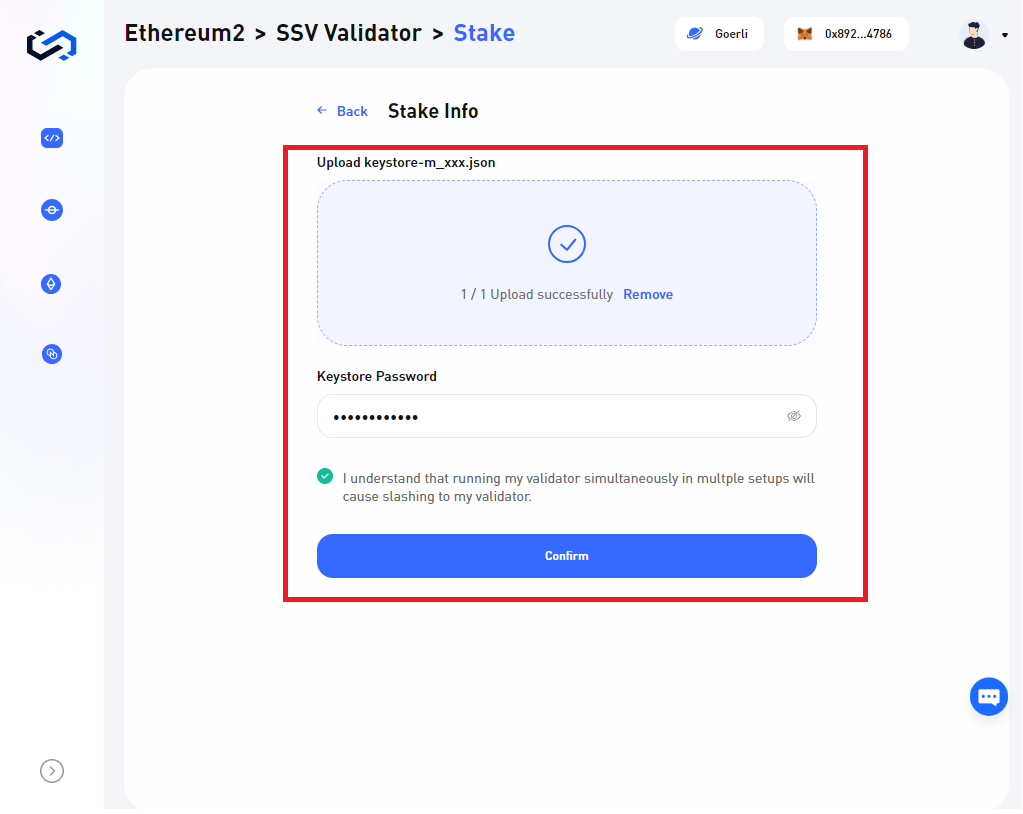 Ethereum2 > SSV Validator > Stake
Goerli
0x892...4786
Back
Stake Info
Upload keystore-m_xxx.json
1 / 1 Upload successfully Remove
Keystore Password
••••••••••••
I understand that running my validator simultaneously in multple setups will
cause slashing to my validator.
Confirm